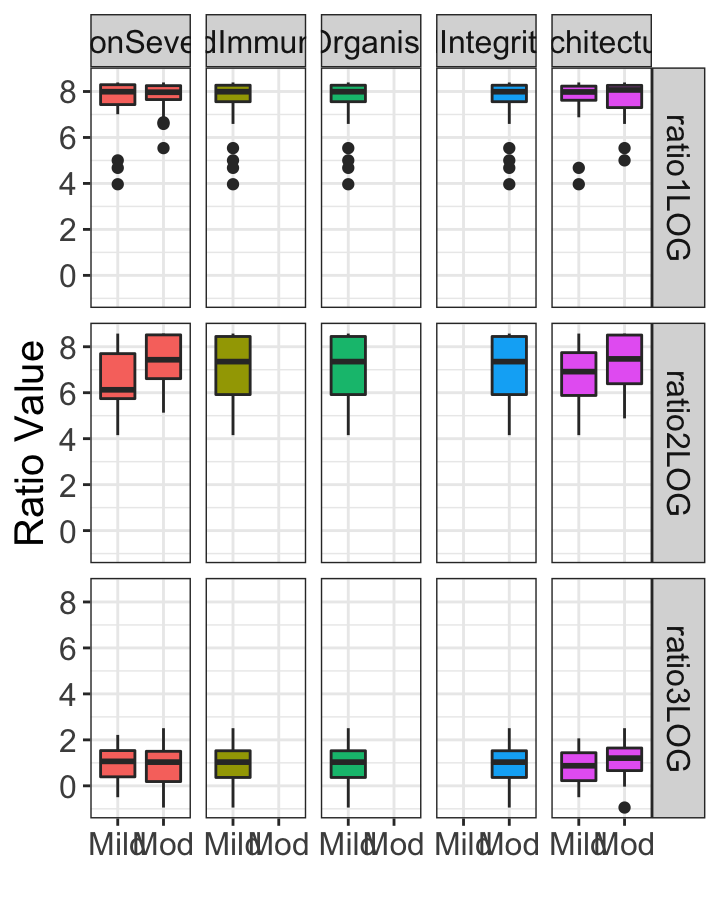 onSeve
dImmur
Organis
Integrit
chitectu
8
6
4
2
0
ratio1LOG
Ratio Value
8
6
4
2
0
ratio2LOG
8
6
4
2
0
ratio3LOG
Mild Mod Mild Mod Mild Mod Mild Mod Mild Mod